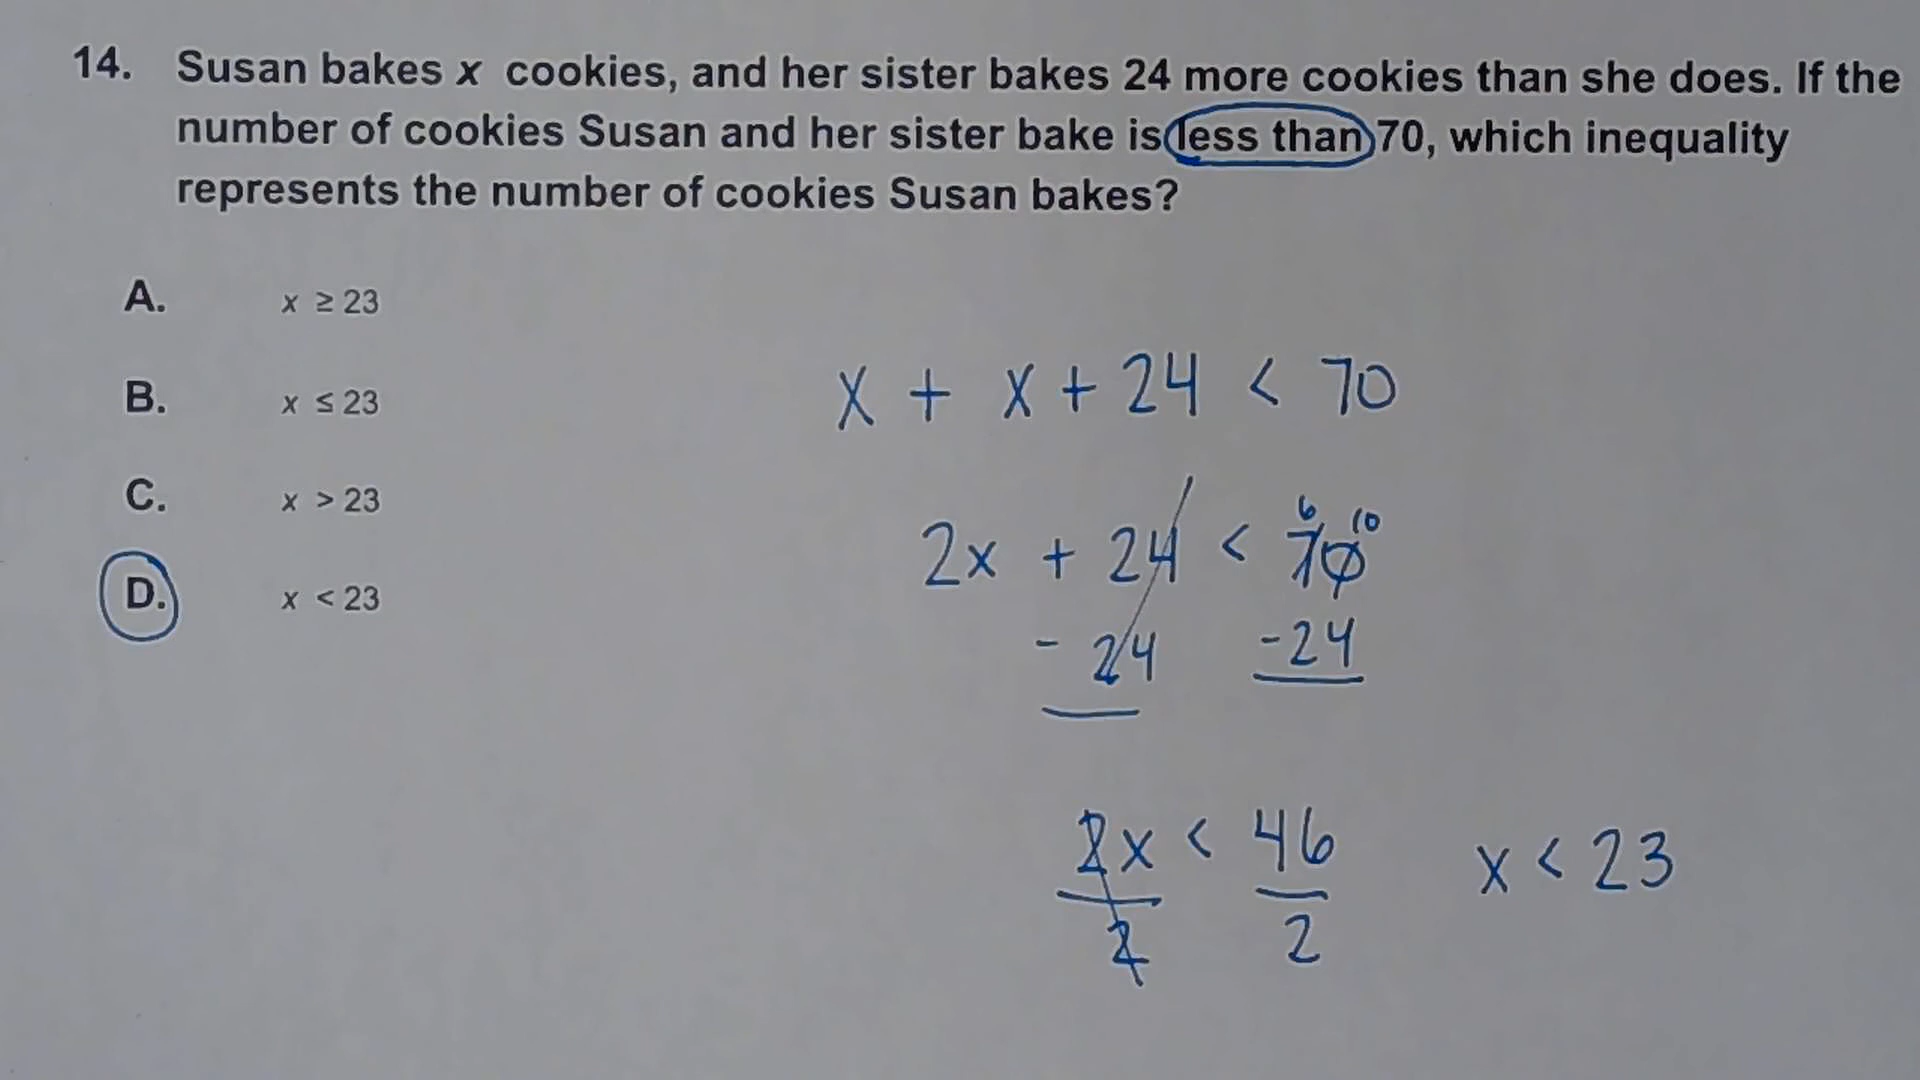 14. Susan bakes x cookies, and her sister bakes 24 more cookies than she does. If the
number of cookies Susan and her sister bake is less than 70, which inequality
represents the number of cookies Susan bakes?
A. x ≥ 23
B. x ≤ 23
C. x > 23
D. x < 23
x + x + 24 < 70
6 10
2x + 24 < 70
- 24 -24
2x < 46
2 2
x < 23